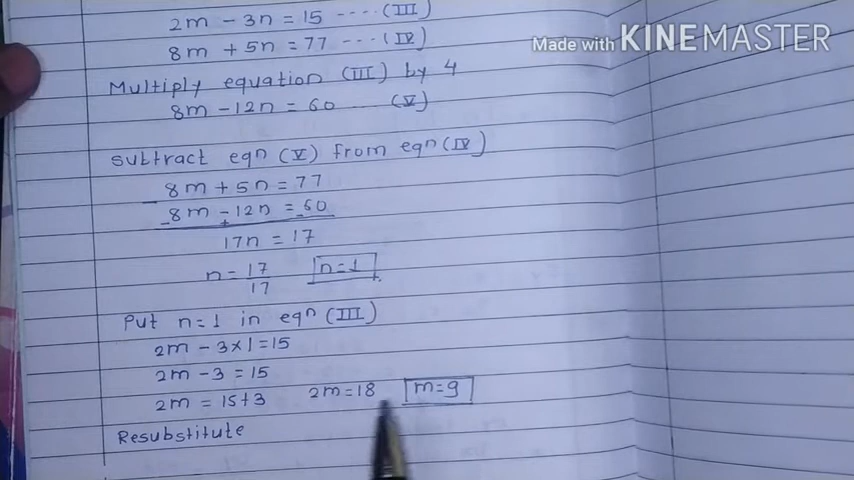 2m - 3n = 15 ---- (III)
8m + 5n = 77 --- (IV)
Made with KINEMASTER
Multiply equation (III) by 4
8m - 12n = 60 ... (V)
Subtract eqn (V) from eqn (IV)
8m + 5n = 77
- 8m - 12n = 60
- + -
17n = 17
n = 17/17 n=1
Put n=1 in eqn (III)
2m - 3×1 = 15
2m - 3 = 15
2m = 15+3 2m=18 m=9
Resubstitute